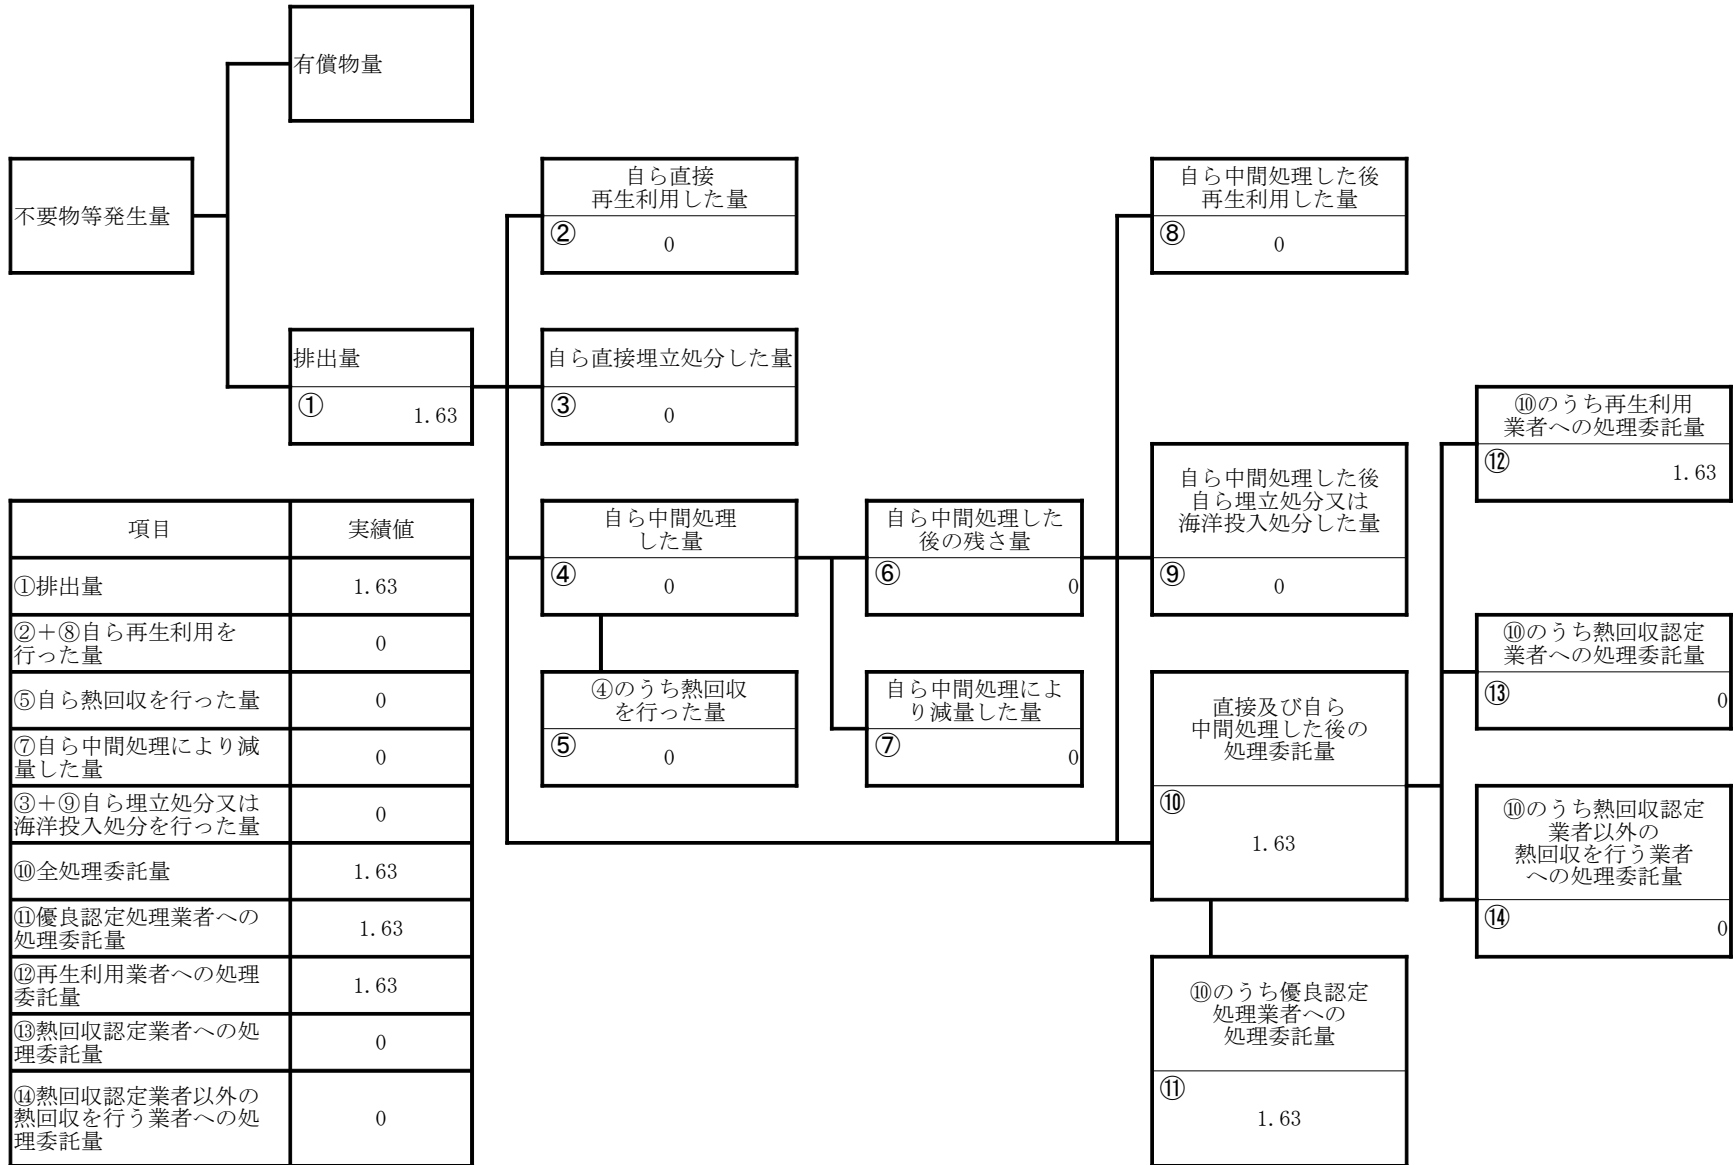 有償物量
不要物等発生量
自ら直接
再生利用した量
② 0
自ら中間処理した後
再生利用した量
⑧ 0
排出量
① 1.63
自ら直接埋立処分した量
③ 0
⑩のうち再生利用
業者への処理委託量
⑫ 1.63
自ら中間処理
した量
④ 0
自ら中間処理した
後の残さ量
⑥ 0
自ら中間処理した後
自ら埋立処分又は
海洋投入処分した量
⑨ 0
④のうち熱回収
を行った量
⑤ 0
自ら中間処理によ
り減量した量
⑦ 0
直接及び自ら
中間処理した後の
処理委託量
⑩
1.63
⑩のうち熱回収認定
業者への処理委託量
⑬ 0
⑩のうち熱回収認定
業者以外の
熱回収を行う業者
への処理委託量
⑭ 0
⑩のうち優良認定
処理業者への
処理委託量
⑪
1.63
項目 実績値
①排出量 1.63
②＋⑧自ら再生利用を
行った量 0
⑤自ら熱回収を行った量 0
⑦自ら中間処理により減
量した量 0
③＋⑨自ら埋立処分又は
海洋投入処分を行った量 0
⑩全処理委託量 1.63
⑪優良認定処理業者への
処理委託量 1.63
⑫再生利用業者への処理
委託量 1.63
⑬熱回収認定業者への処
理委託量 0
⑭熱回収認定業者以外の
熱回収を行う業者への処
理委託量 0